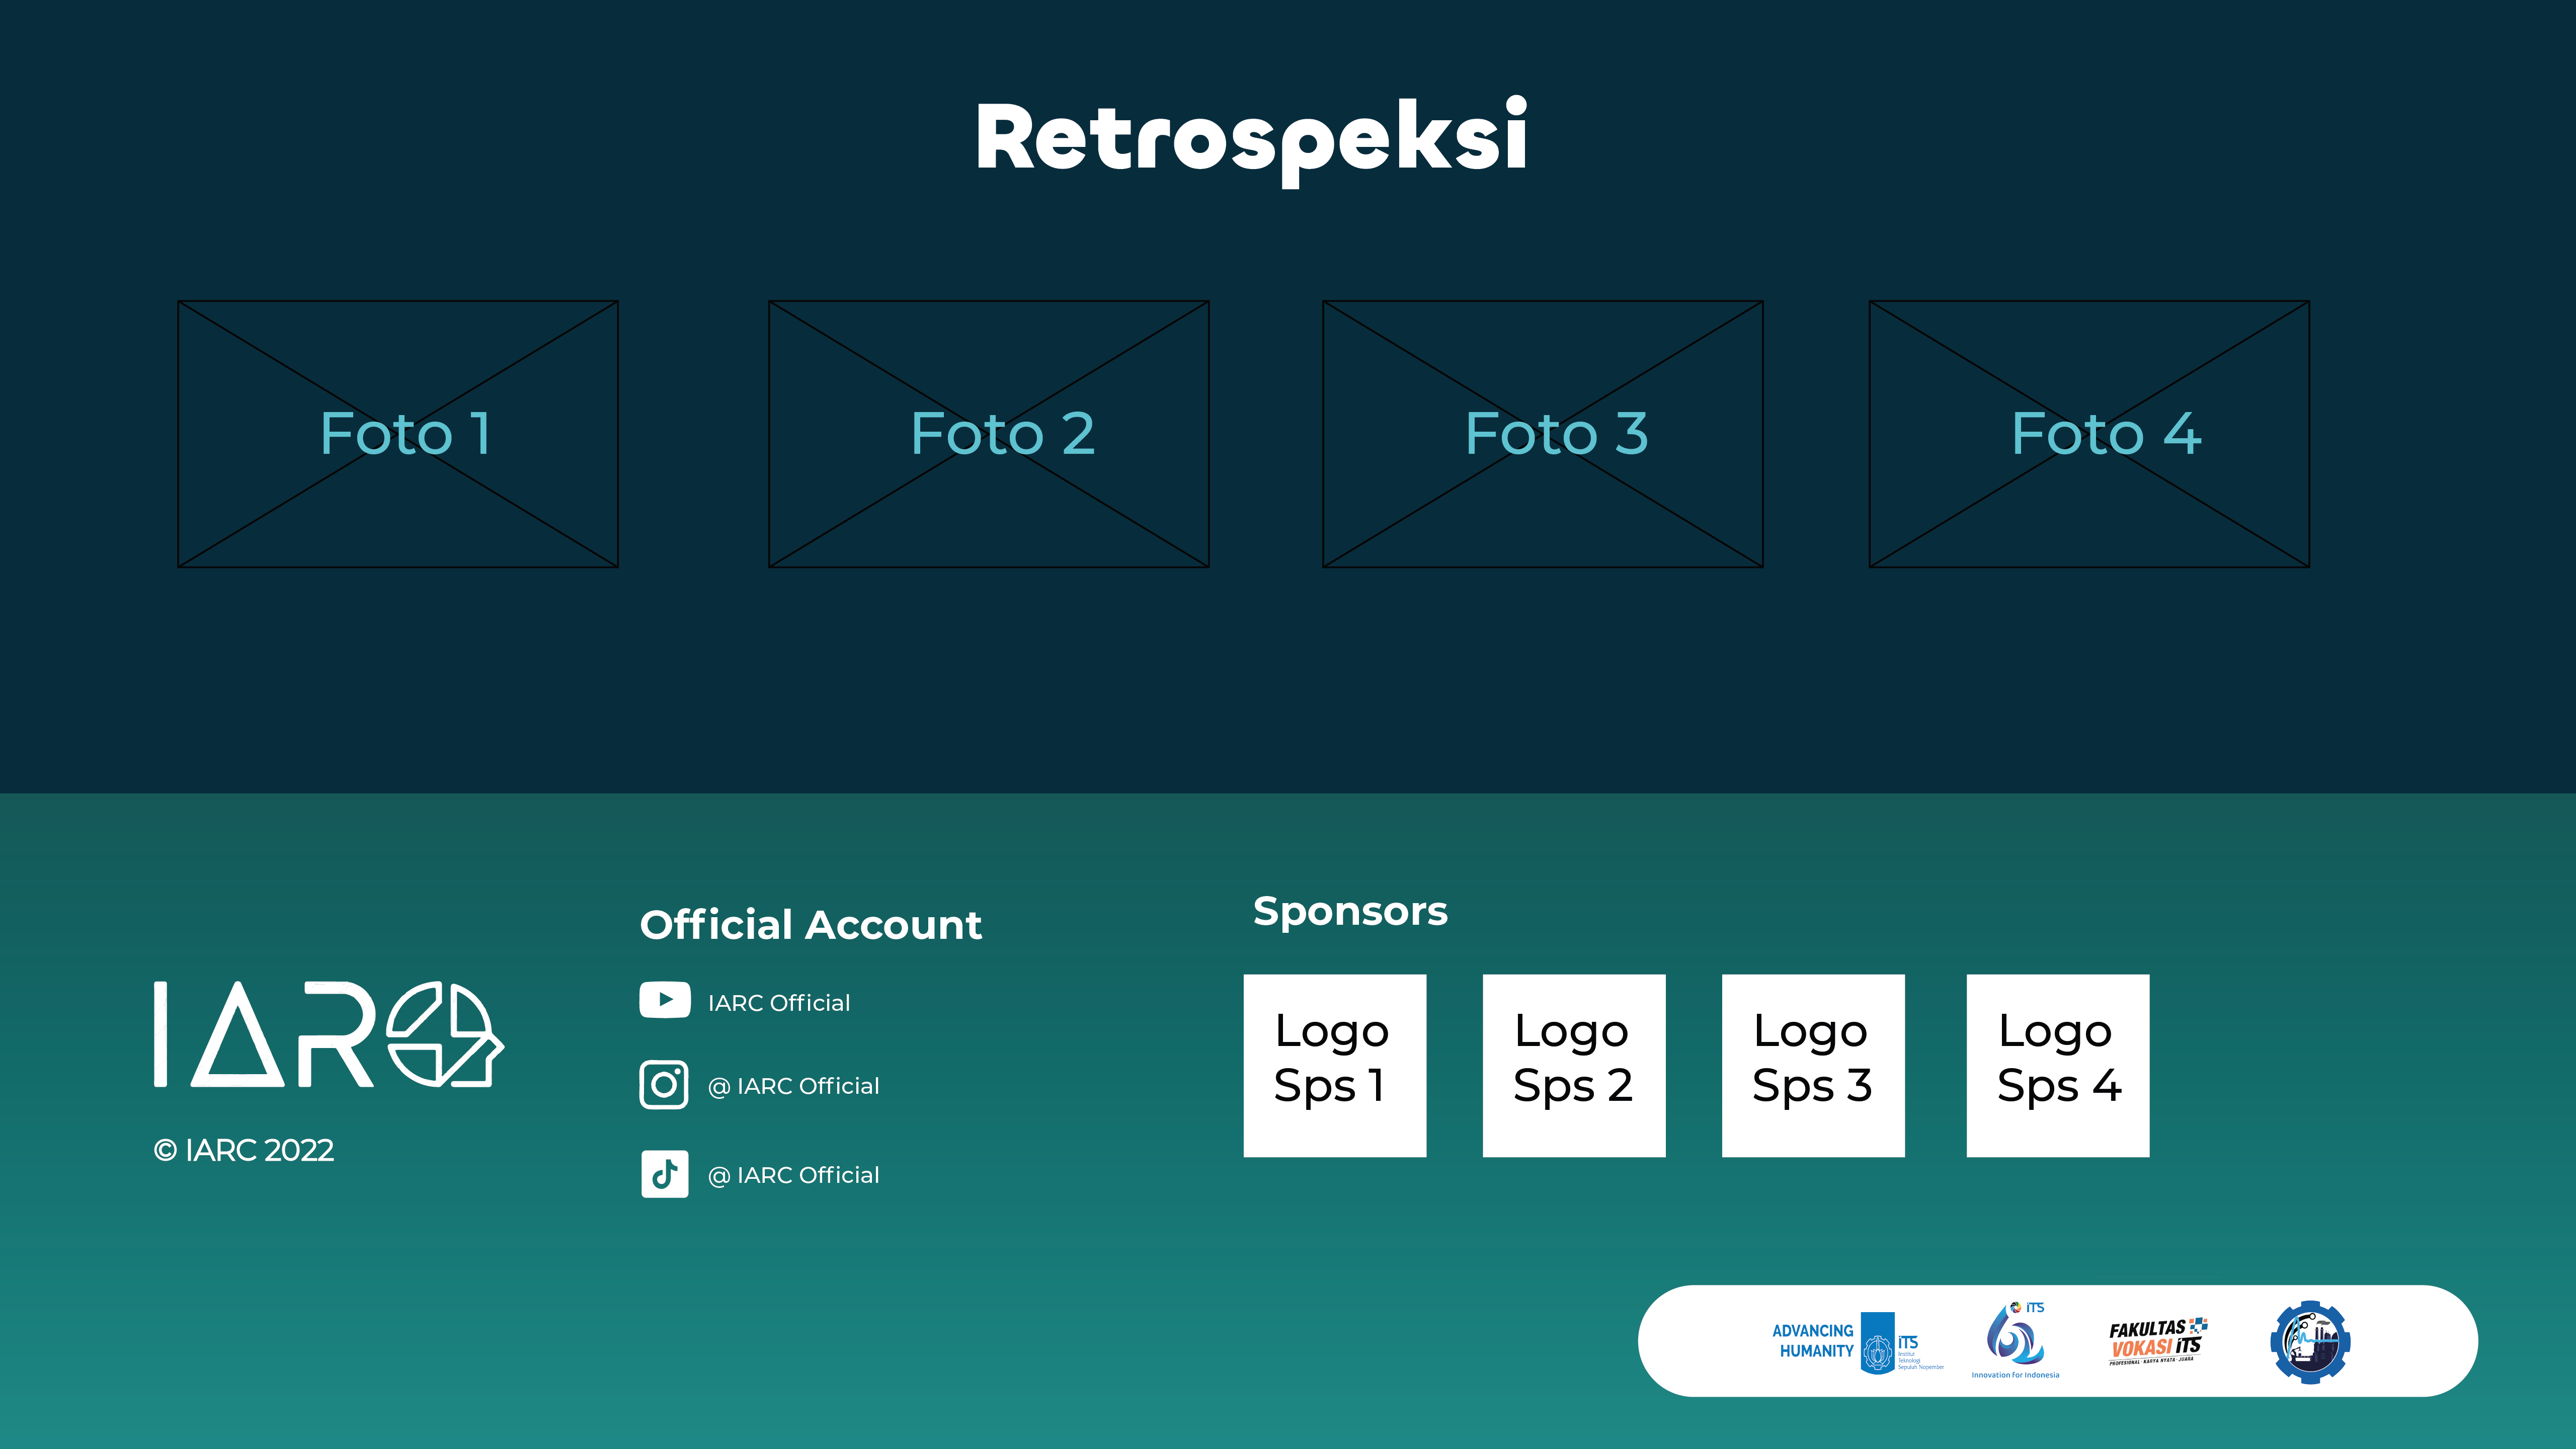 Retrospeksi
Foto 1
Foto 2
Foto 3
Foto 4
IARC
© IARC 2022
Official Account
IARC Official
@ IARC Official
@ IARC Official
Sponsors
Logo
Sps 1
Logo
Sps 2
Logo
Sps 3
Logo
Sps 4
ADVANCING
HUMANITY
iTS
Institut
Teknologi
Sepuluh Nopember
iTS
Innovation for Indonesia
FAKULTAS
VOKASI iTS
PROFESIONAL · KARYA NYATA · JUARA